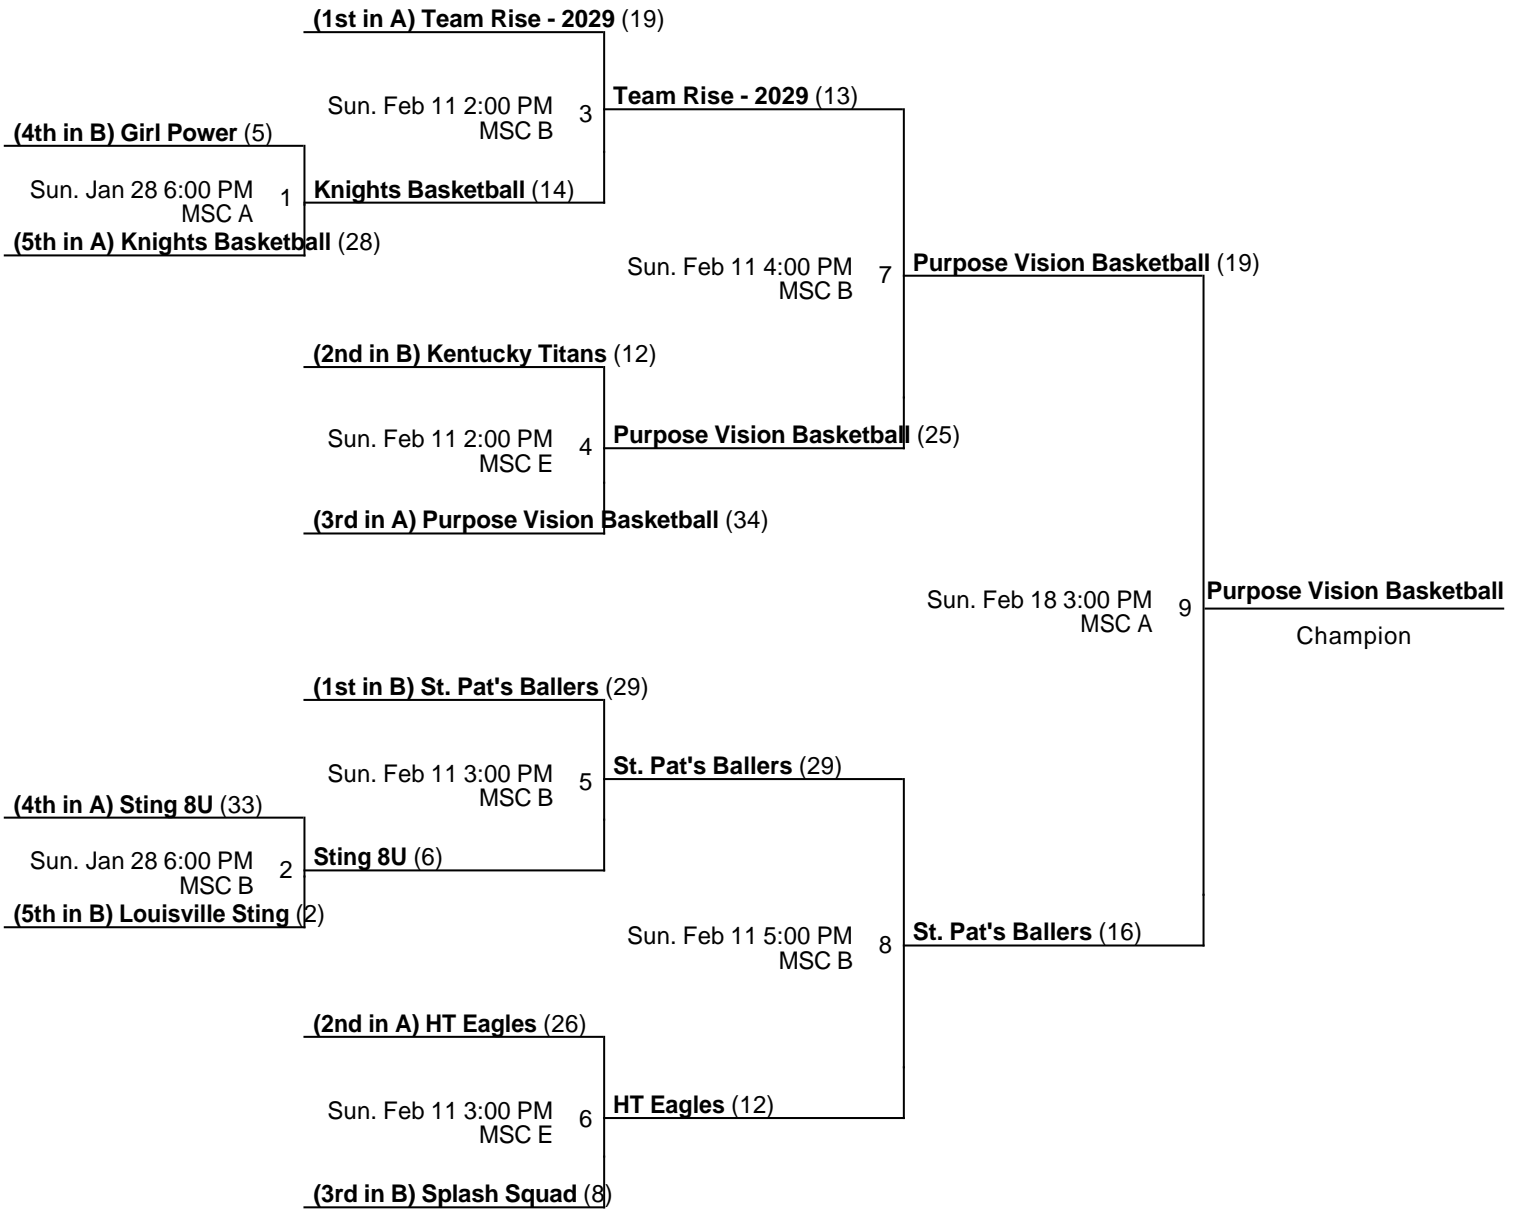 (1st in A) Team Rise - 2029 (19)
Sun. Feb 11 2:00 PM
MSC B
3
Team Rise - 2029 (13)
(4th in B) Girl Power (5)
Sun. Jan 28 6:00 PM
MSC A
1
Knights Basketball (14)
(5th in A) Knights Basketball (28)
Sun. Feb 11 4:00 PM
MSC B
7
Purpose Vision Basketball (19)
(2nd in B) Kentucky Titans (12)
Sun. Feb 11 2:00 PM
MSC E
4
Purpose Vision Basketball (25)
(3rd in A) Purpose Vision Basketball (34)
Sun. Feb 18 3:00 PM
MSC A
9
Purpose Vision Basketball
Champion
(1st in B) St. Pat's Ballers (29)
Sun. Feb 11 3:00 PM
MSC B
5
St. Pat's Ballers (29)
(4th in A) Sting 8U (33)
Sun. Jan 28 6:00 PM
MSC B
2
Sting 8U (6)
(5th in B) Louisville Sting (2)
Sun. Feb 11 5:00 PM
MSC B
8
St. Pat's Ballers (16)
(2nd in A) HT Eagles (26)
Sun. Feb 11 3:00 PM
MSC E
6
HT Eagles (12)
(3rd in B) Splash Squad (8)